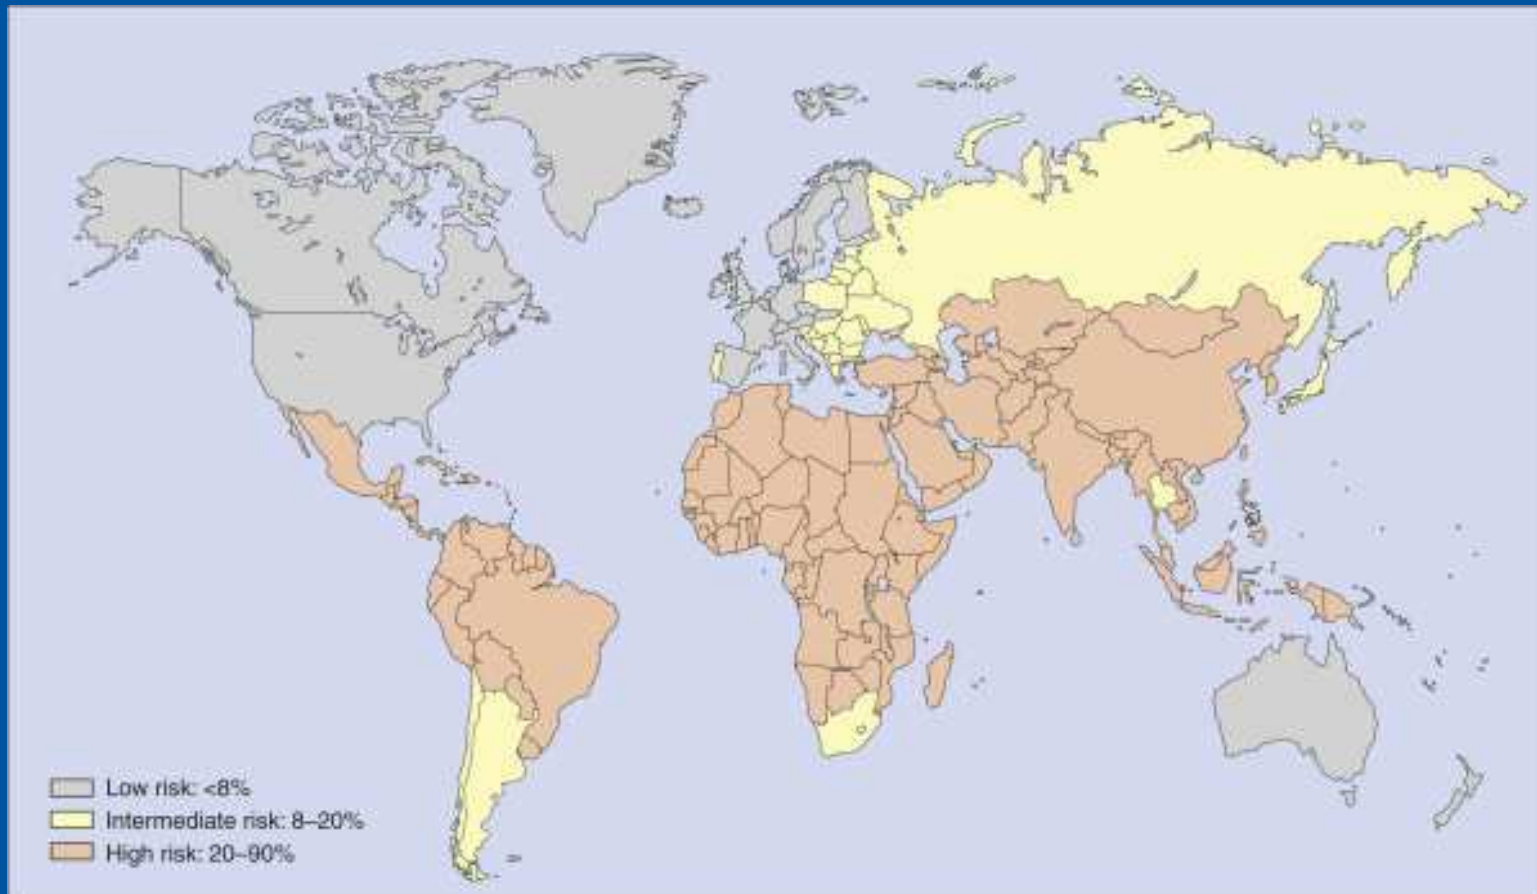 Low risk: <8%
Intermediate risk: 8–20%
High risk: 20–90%